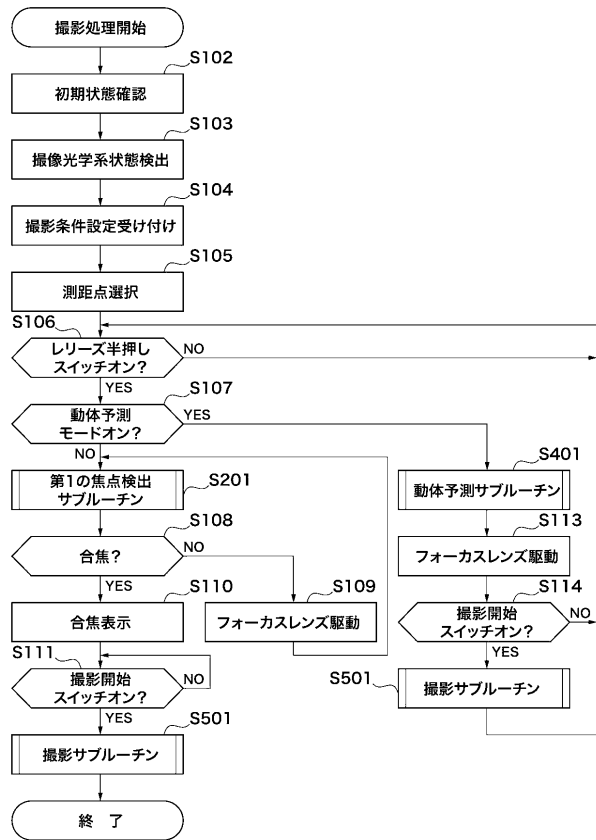 撮影処理開始
S102
初期状態確認
S103
撮像光学系状態検出
S104
撮影条件設定受け付け
S105
測距点選択
S106
レリーズ半押し
スイッチオン?
NO
YES
S107
動体予測
モードオン?
YES
NO
第1の焦点検出
サブルーチン
S201
S108
合焦?
NO
YES
S109
フォーカスレンズ駆動
S110
合焦表示
S111
撮影開始
スイッチオン?
NO
YES
S501
撮影サブルーチン
終 了
S401
動体予測サブルーチン
S113
フォーカスレンズ駆動
S114
撮影開始
スイッチオン?
NO
YES
S501
撮影サブルーチン